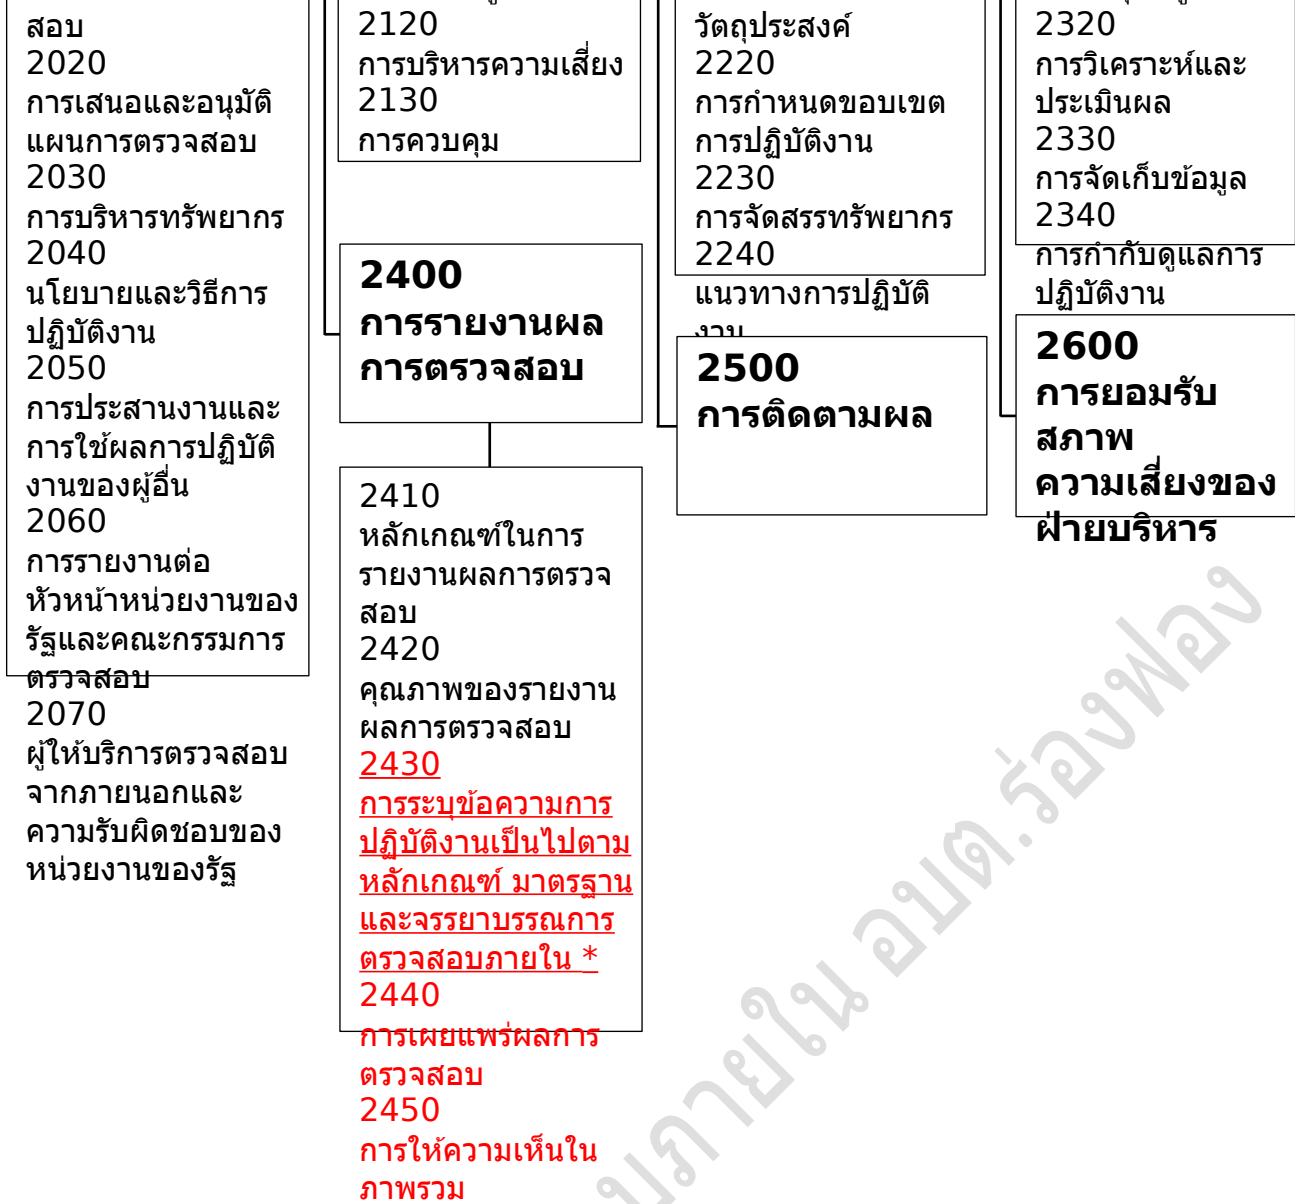 สอบ
2020
การเสนอและอนุมัติ
แผนการตรวจสอบ
2030
การบริหารทรัพยากร
2040
นโยบายและวิธีการ
ปฏิบัติงาน
2050
การประสานงานและ
การใช้ผลการปฏิบัติ
งานของผู้อื่น
2060
การรายงานต่อ
หัวหน้าหน่วยงานของ
รัฐและคณะกรรมการ
ตรวจสอบ
2070
ผู้ให้บริการตรวจสอบ
จากภายนอกและ
ความรับผิดชอบของ
หน่วยงานของรัฐ
2120
การบริหารความเสี่ยง
2130
การควบคุม
2400
การรายงานผล
การตรวจสอบ
2410
หลักเกณฑ์ในการ
รายงานผลการตรวจ
สอบ
2420
คุณภาพของรายงาน
ผลการตรวจสอบ
2430
การระบุข้อความการ
ปฏิบัติงานเป็นไปตาม
หลักเกณฑ์ มาตรฐาน
และจรรยาบรรณการ
ตรวจสอบภายใน *
2440
การเผยแพร่ผลการ
ตรวจสอบ
2450
การให้ความเห็นใน
ภาพรวม
วัตถุประสงค์
2220
การกำหนดขอบเขต
การปฏิบัติงาน
2230
การจัดสรรทรัพยากร
2240
แนวทางการปฏิบัติ
งาน
2500
การติดตามผล
2320
การวิเคราะห์และ
ประเมินผล
2330
การจัดเก็บข้อมูล
2340
การกำกับดูแลการ
ปฏิบัติงาน
2600
การยอมรับ
สภาพ
ความเสี่ยงของ
ฝ่ายบริหาร
บภายใน อบต.ร่องฟอง